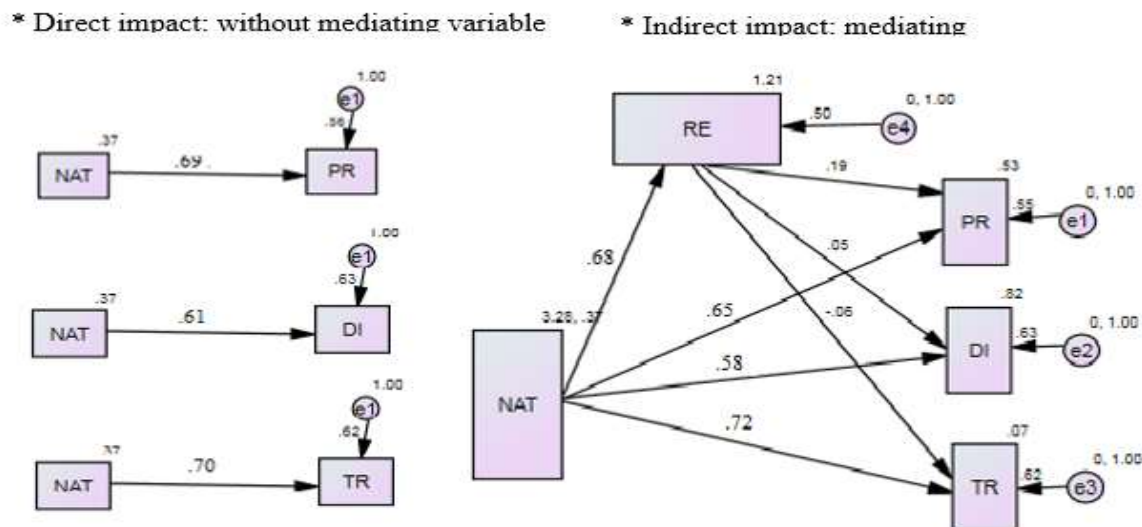 * Direct impact: without mediating variable
* Indirect impact: mediating
1.00
e1
.37
.56
NAT
.69
PR
1.00
e1
.37
.63
NAT
.61
DI
1.00
e1
.37
.62
NAT
.70
TR
1.21
RE
.50
0, 1.00
e4
.19
.53
PR
.55
0, 1.00
e1
.68
.05
.65
-.06
3.28, .37
NAT
.58
.82
DI
.63
0, 1.00
e2
.72
.07
TR
.62
0, 1.00
e3